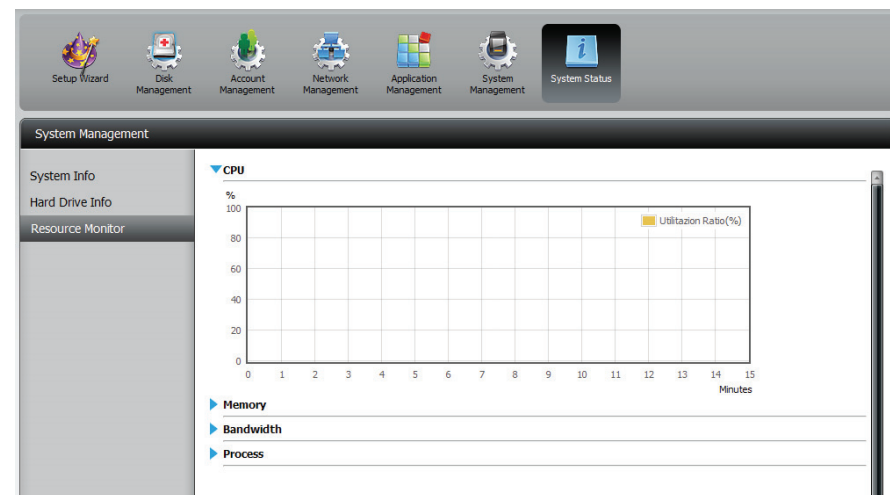 Setup Wizard
Disk
Management
Account
Management
Network
Management
Application
Management
System
Management
System Status
System Management
System Info
Hard Drive Info
Resource Monitor
CPU
%
Utilitazion Ratio(%)
100
80
60
40
20
0
0 1 2 3 4 5 6 7 8 9 10 11 12 13 14 15
Minutes
Memory
Bandwidth
Process